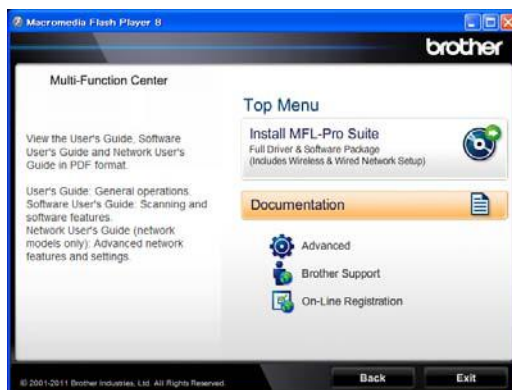 Macromedia Flash Player 8
brother
Multi-Function Center
View the User's Guide, Software
User's Guide and Network User's
Guide in PDF format.
User's Guide: General operations.
Software User's Guide: Scanning and
software features.
Network User's Guide (network
models only): Advanced network
features and settings.
Top Menu
Install MFL-Pro Suite
Full Driver & Software Package
(Includes Wireless & Wired Network Setup)
Documentation
Advanced
Brother Support
On-Line Registration
© 2001-2011 Brother Industries, Ltd. All Rights Reserved.
Back
Exit